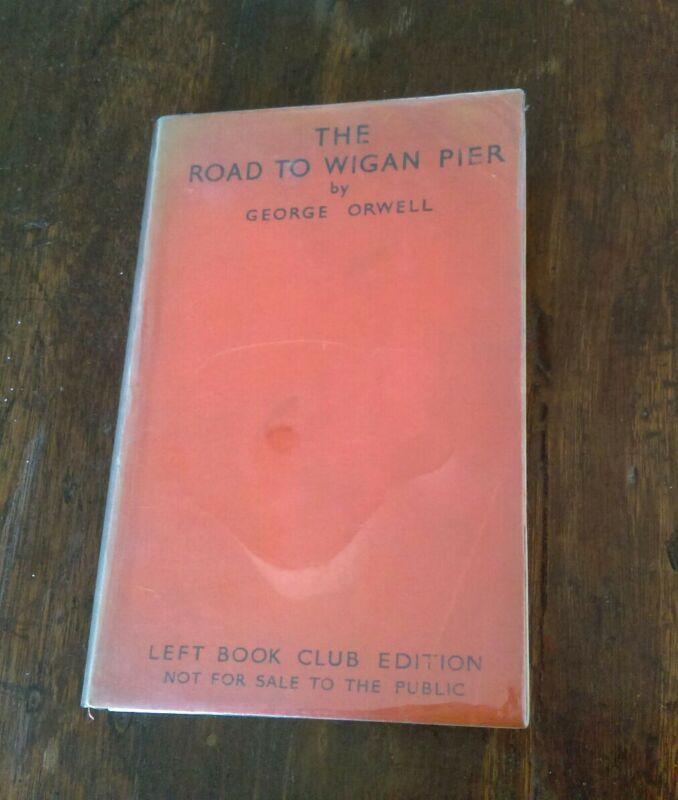 THE
ROAD TO WIGAN PIER
by
GEORGE ORWELL
LEFT BOOK CLUB EDITION
NOT FOR SALE TO THE PUBLIC